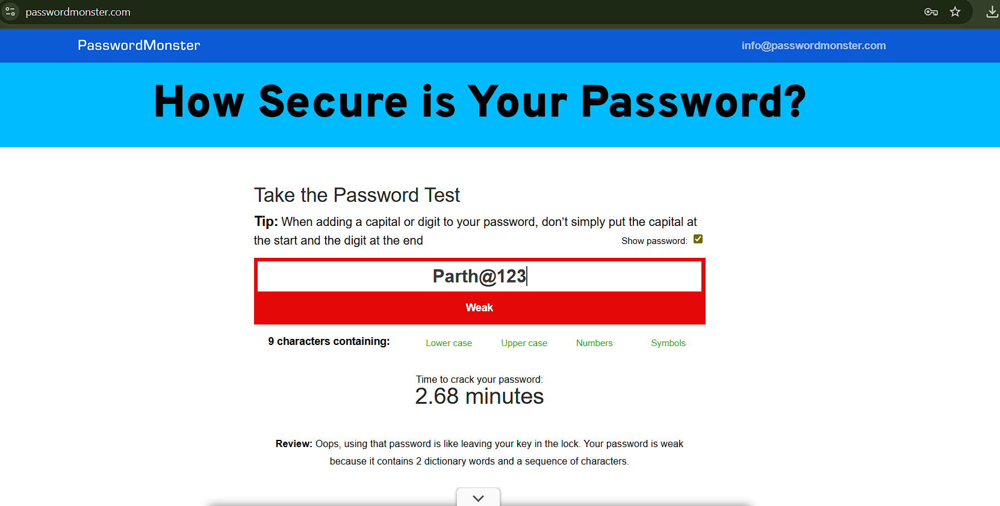 passwordmonster.com
PasswordMonster
info@passwordmonster.com
How Secure is Your Password?
Take the Password Test
Tip: When adding a capital or digit to your password, don’t simply put the capital at
the start and the digit at the end
Show password:
Parth@123
Weak
9 characters containing:
Lower case
Upper case
Numbers
Symbols
Time to crack your password:
2.68 minutes
Review: Oops, using that password is like leaving your key in the lock. Your password is weak
because it contains 2 dictionary words and a sequence of characters.